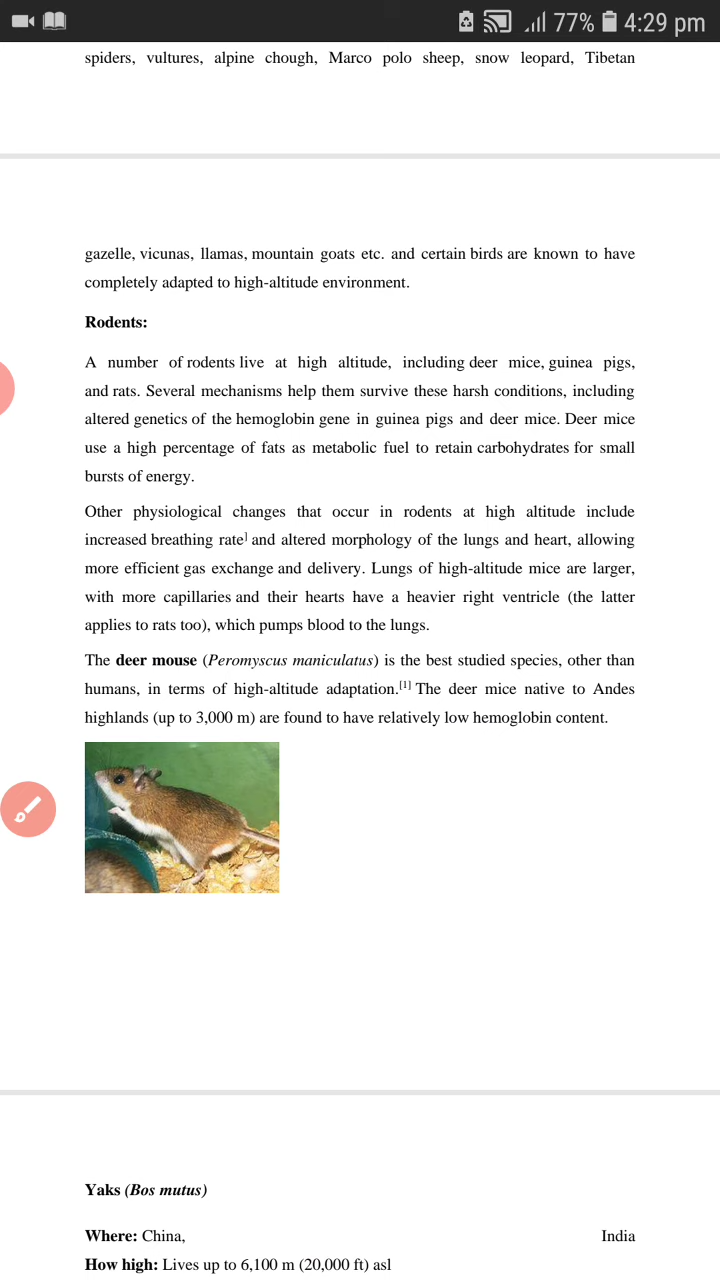 77% 4:29 pm
spiders, vultures, alpine chough, Marco polo sheep, snow leopard, Tibetan
gazelle, vicunas, llamas, mountain goats etc. and certain birds are known to have
completely adapted to high-altitude environment.
Rodents:
A number of rodents live at high altitude, including deer mice, guinea pigs,
and rats. Several mechanisms help them survive these harsh conditions, including
altered genetics of the hemoglobin gene in guinea pigs and deer mice. Deer mice
use a high percentage of fats as metabolic fuel to retain carbohydrates for small
bursts of energy.
Other physiological changes that occur in rodents at high altitude include
increased breathing rate] and altered morphology of the lungs and heart, allowing
more efficient gas exchange and delivery. Lungs of high-altitude mice are larger,
with more capillaries and their hearts have a heavier right ventricle (the latter
applies to rats too), which pumps blood to the lungs.
The deer mouse (Peromyscus maniculatus) is the best studied species, other than
humans, in terms of high-altitude adaptation.[1] The deer mice native to Andes
highlands (up to 3,000 m) are found to have relatively low hemoglobin content.
Yaks (Bos mutus)
Where: China, India
How high: Lives up to 6,100 m (20,000 ft) asl